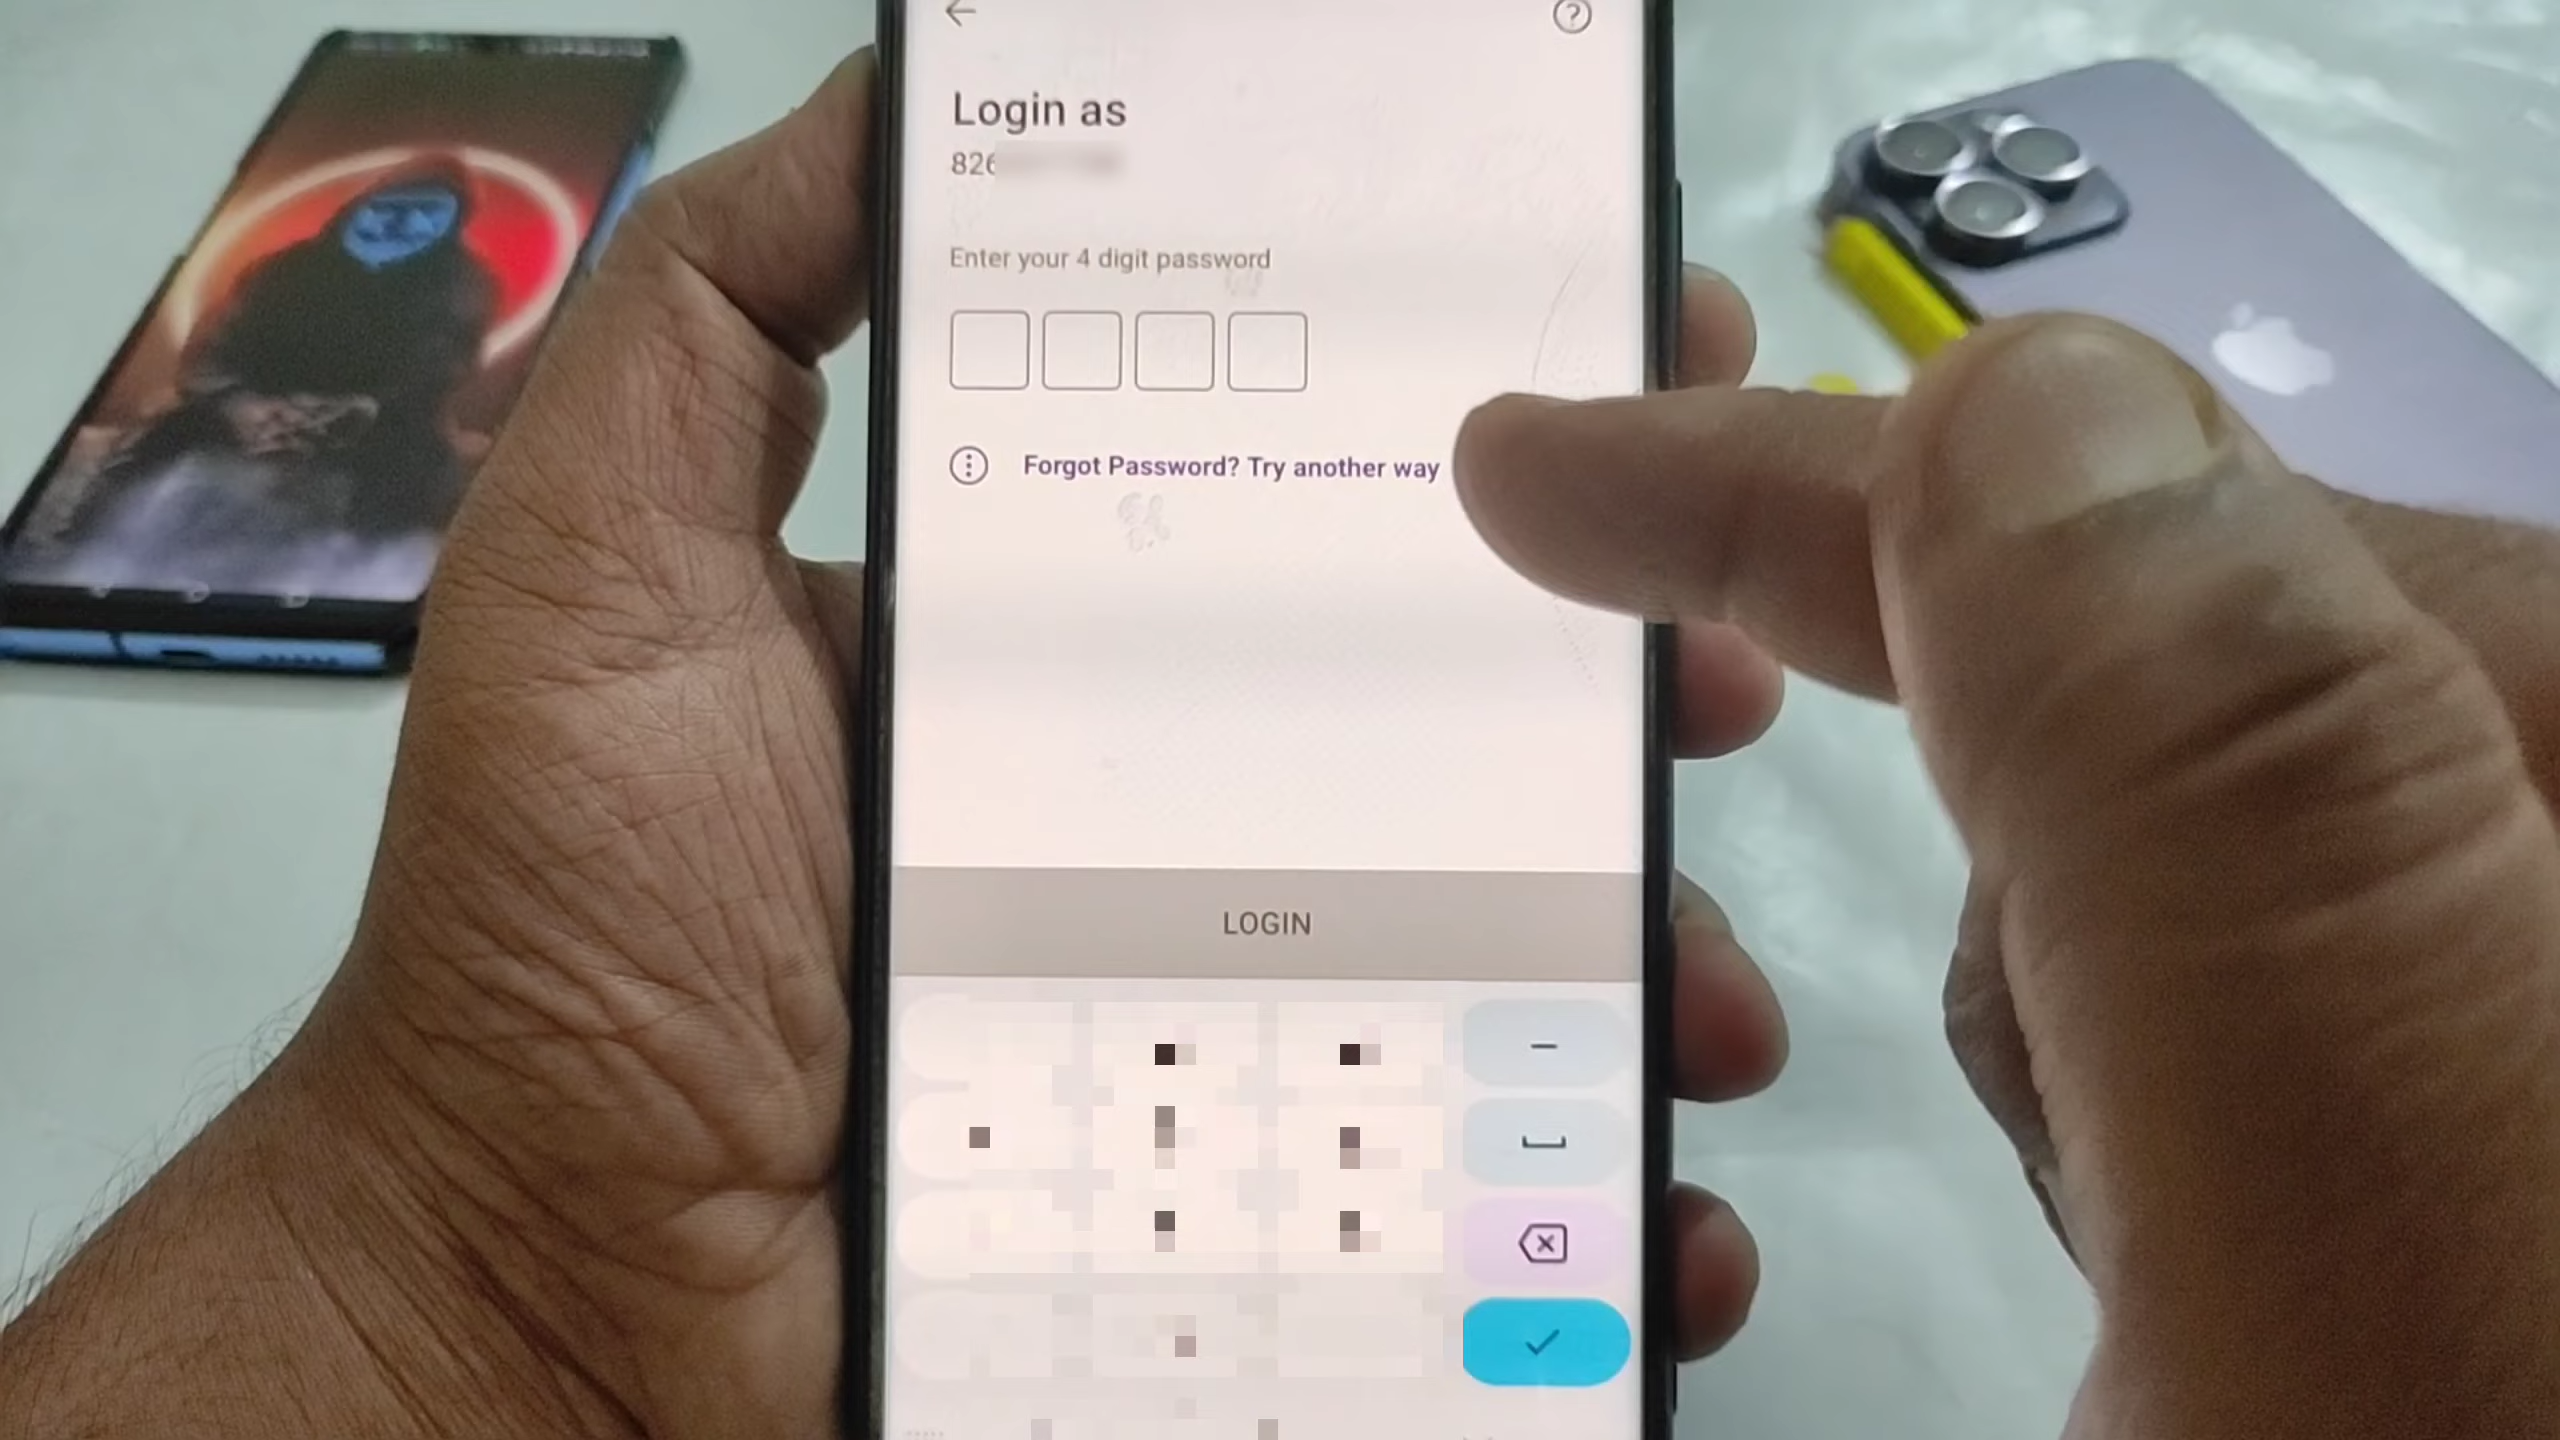 Login as
826
Enter your 4 digit password
Forgot Password? Try another way
LOGIN